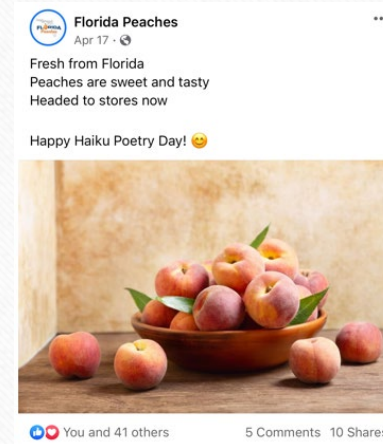 Florida Peaches
Apr 17 ·
Fresh from Florida
Peaches are sweet and tasty
Headed to stores now
Happy Haiku Poetry Day! 😊
You and 41 others
5 Comments 10 Shares